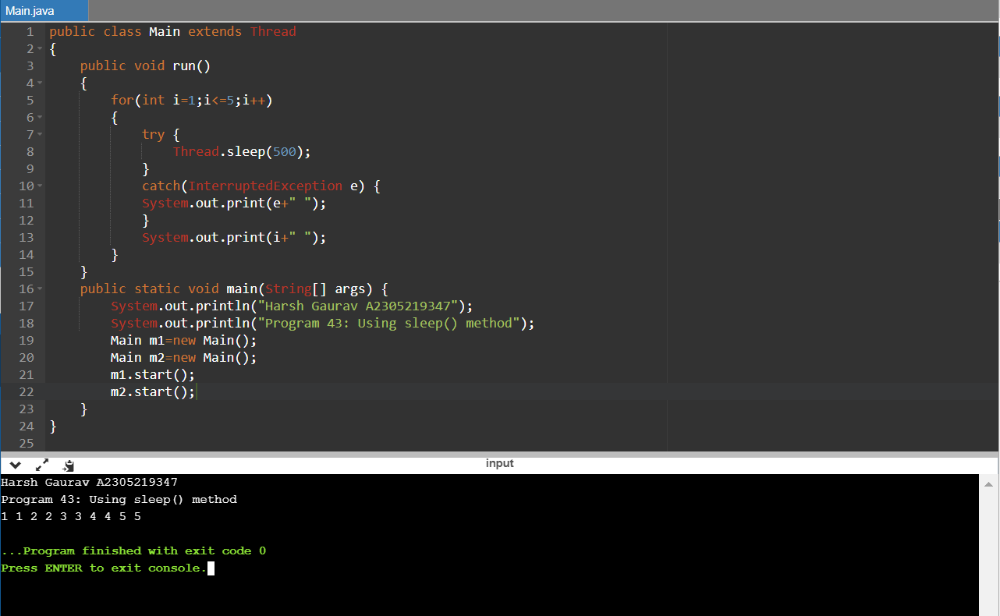 Main.java
1 public class Main extends Thread
2 {
3     public void run()
4     {
5         for(int i=1;i<=5;i++)
6         {
7             try {
8                 Thread.sleep(500);
9             }
10             catch(InterruptedException e) {
11             System.out.print(e+" ");
12             }
13             System.out.print(i+" ");
14         }
15     }
16     public static void main(String[] args) {
17         System.out.println("Harsh Gaurav A2305219347");
18         System.out.println("Program 43: Using sleep() method");
19         Main m1=new Main();
20         Main m2=new Main();
21         m1.start();
22         m2.start();
23     }
24 }
25
input
Harsh Gaurav A2305219347
Program 43: Using sleep() method
1 1 2 2 3 3 4 4 5 5
...Program finished with exit code 0
Press ENTER to exit console.